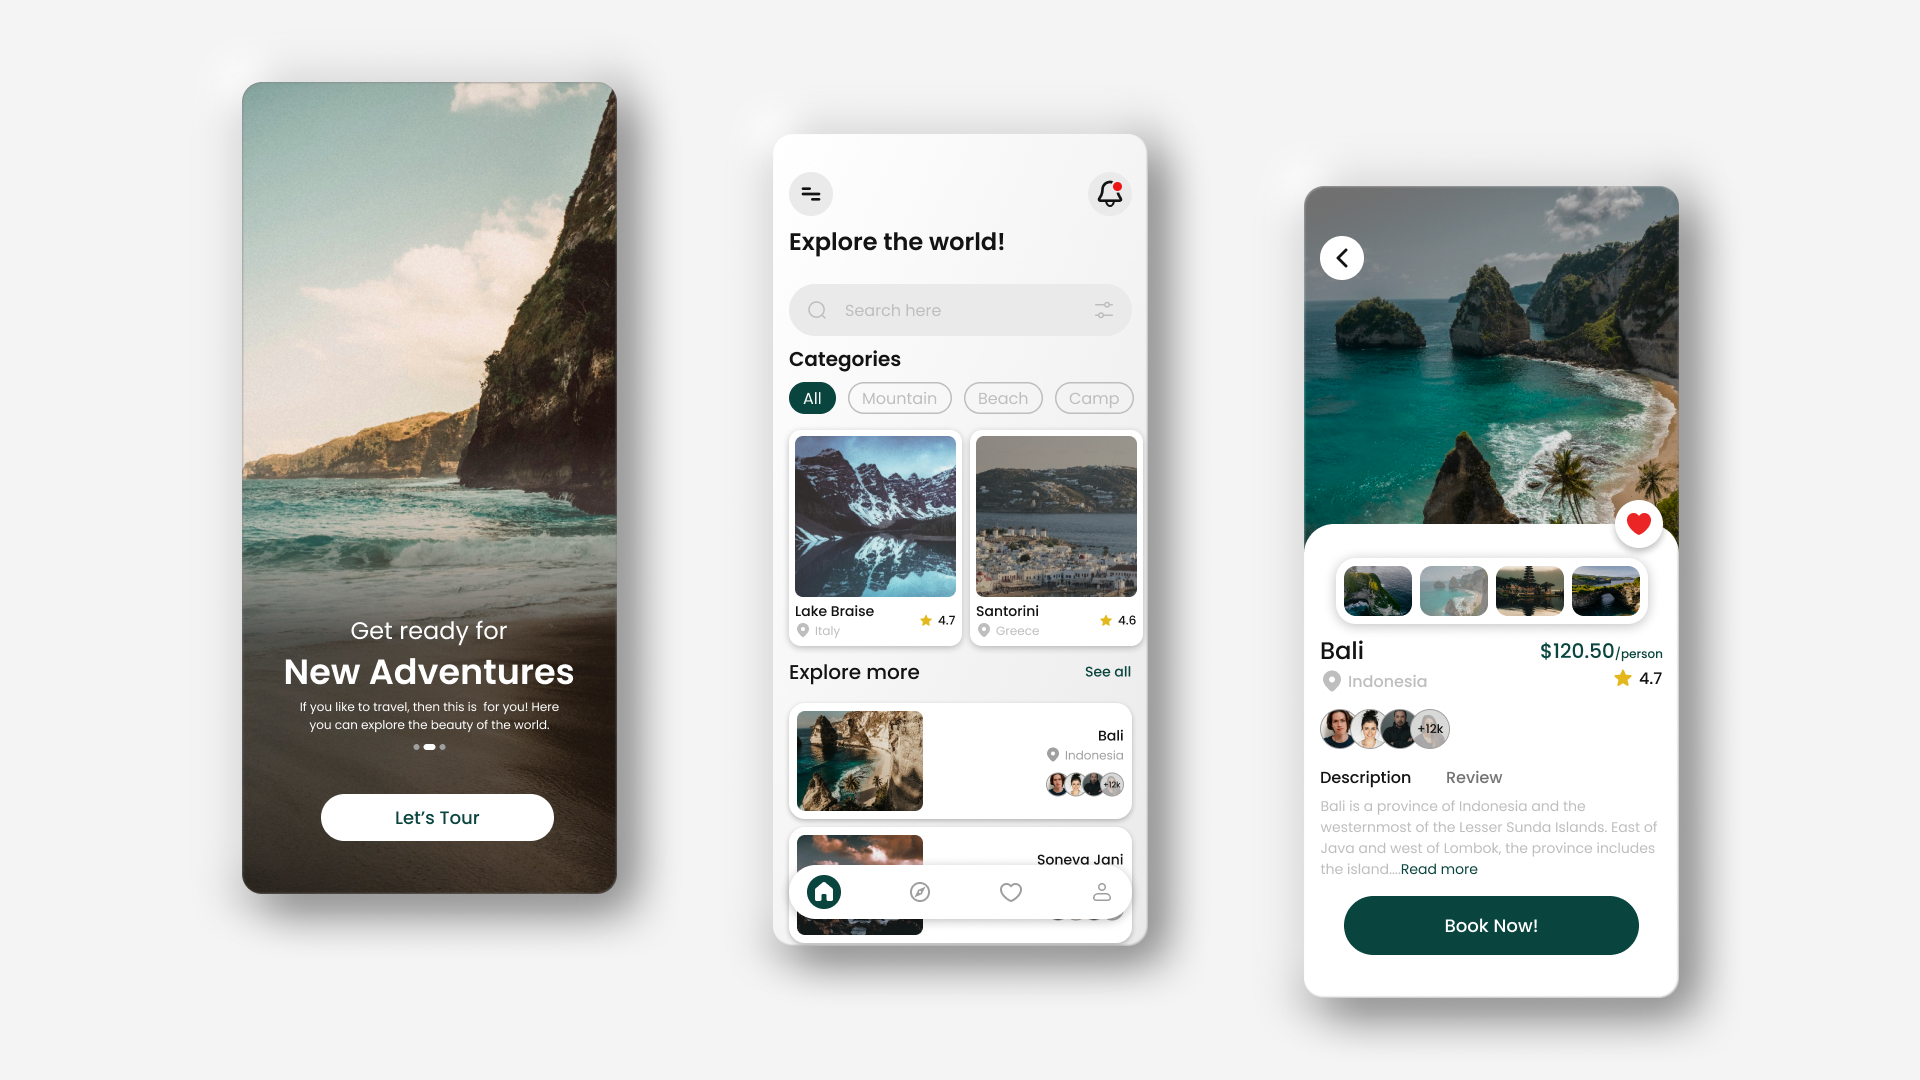 Get ready for
New Adventures
If you like to travel, then this is  for you! Here
you can explore the beauty of the world.
Let’s Tour
Explore the world!
Search here
Categories
All
Mountain
Beach
Camp
Lake Braise
Italy
4.7
Santorini
Greece
4.6
Explore more
See all
Bali
Indonesia
+12k
Soneva Jani
Bali
$120.50/person
Indonesia
4.7
+12k
Description
Review
Bali is a province of Indonesia and the
westernmost of the Lesser Sunda Islands. East of
Java and west of Lombok, the province includes
the island....Read more
Book Now!